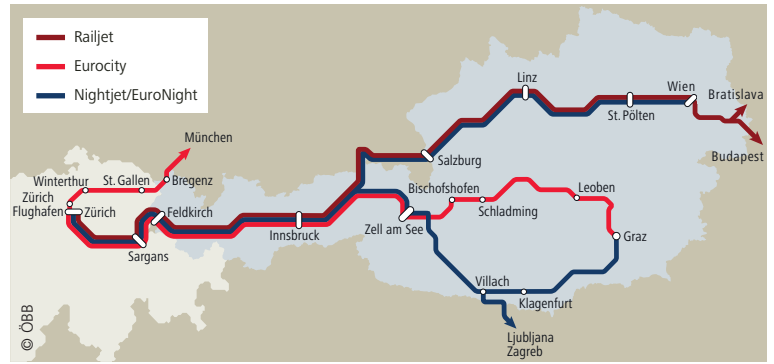 Railjet
Eurocity
Nightjet/EuroNight
Linz
Wien
Bratislava
St. Pölten
Budapest
München
Salzburg
Winterthur
St. Gallen
Bregenz
Bischofshofen
Leoben
Zürich
Flughafen
Zürich
Feldkirch
Schladming
Zell am See
Graz
Innsbruck
Sargans
Villach
Klagenfurt
Ljubljana
Zagreb
© ÖBB